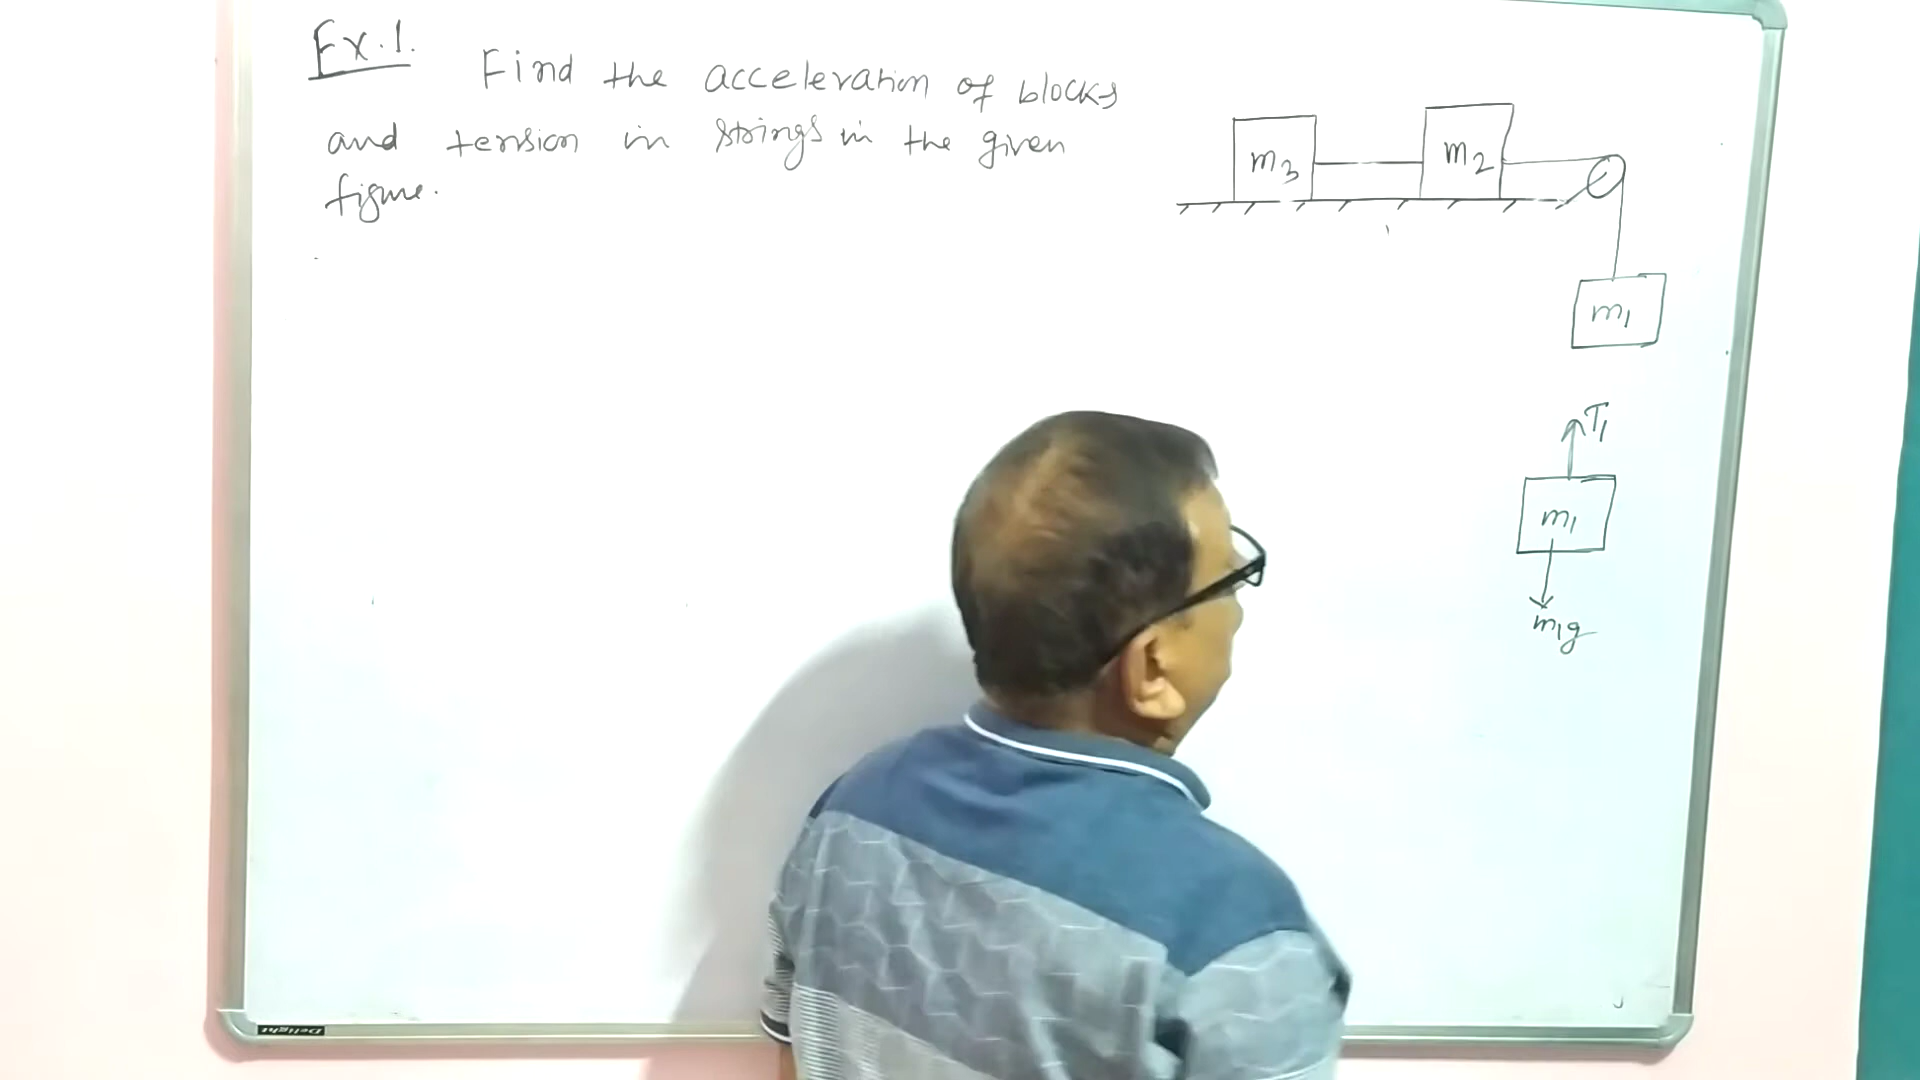 Ex.1. Find the acceleration of blocks
and tension in strings in the given
figure.
m3
m2
m1
T1
m1
m1g
Delight